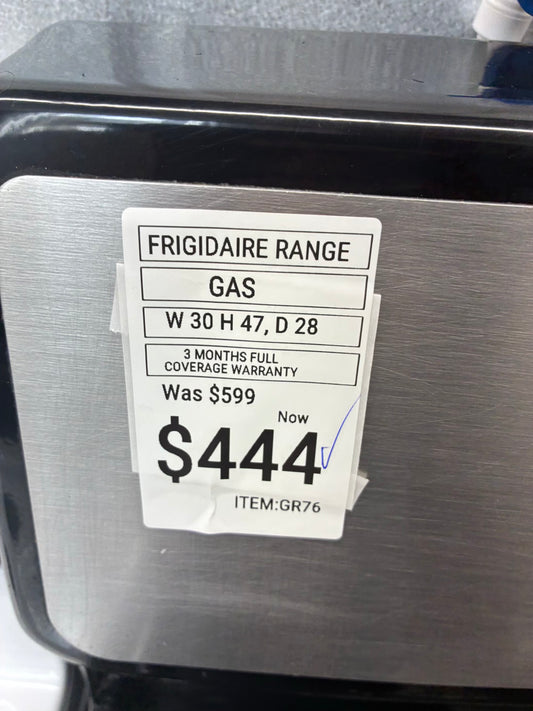 FRIGIDAIRE RANGE
GAS
W 30 H 47, D 28
3 MONTHS FULL
COVERAGE WARRANTY
Was $599
Now
$444
ITEM:GR76